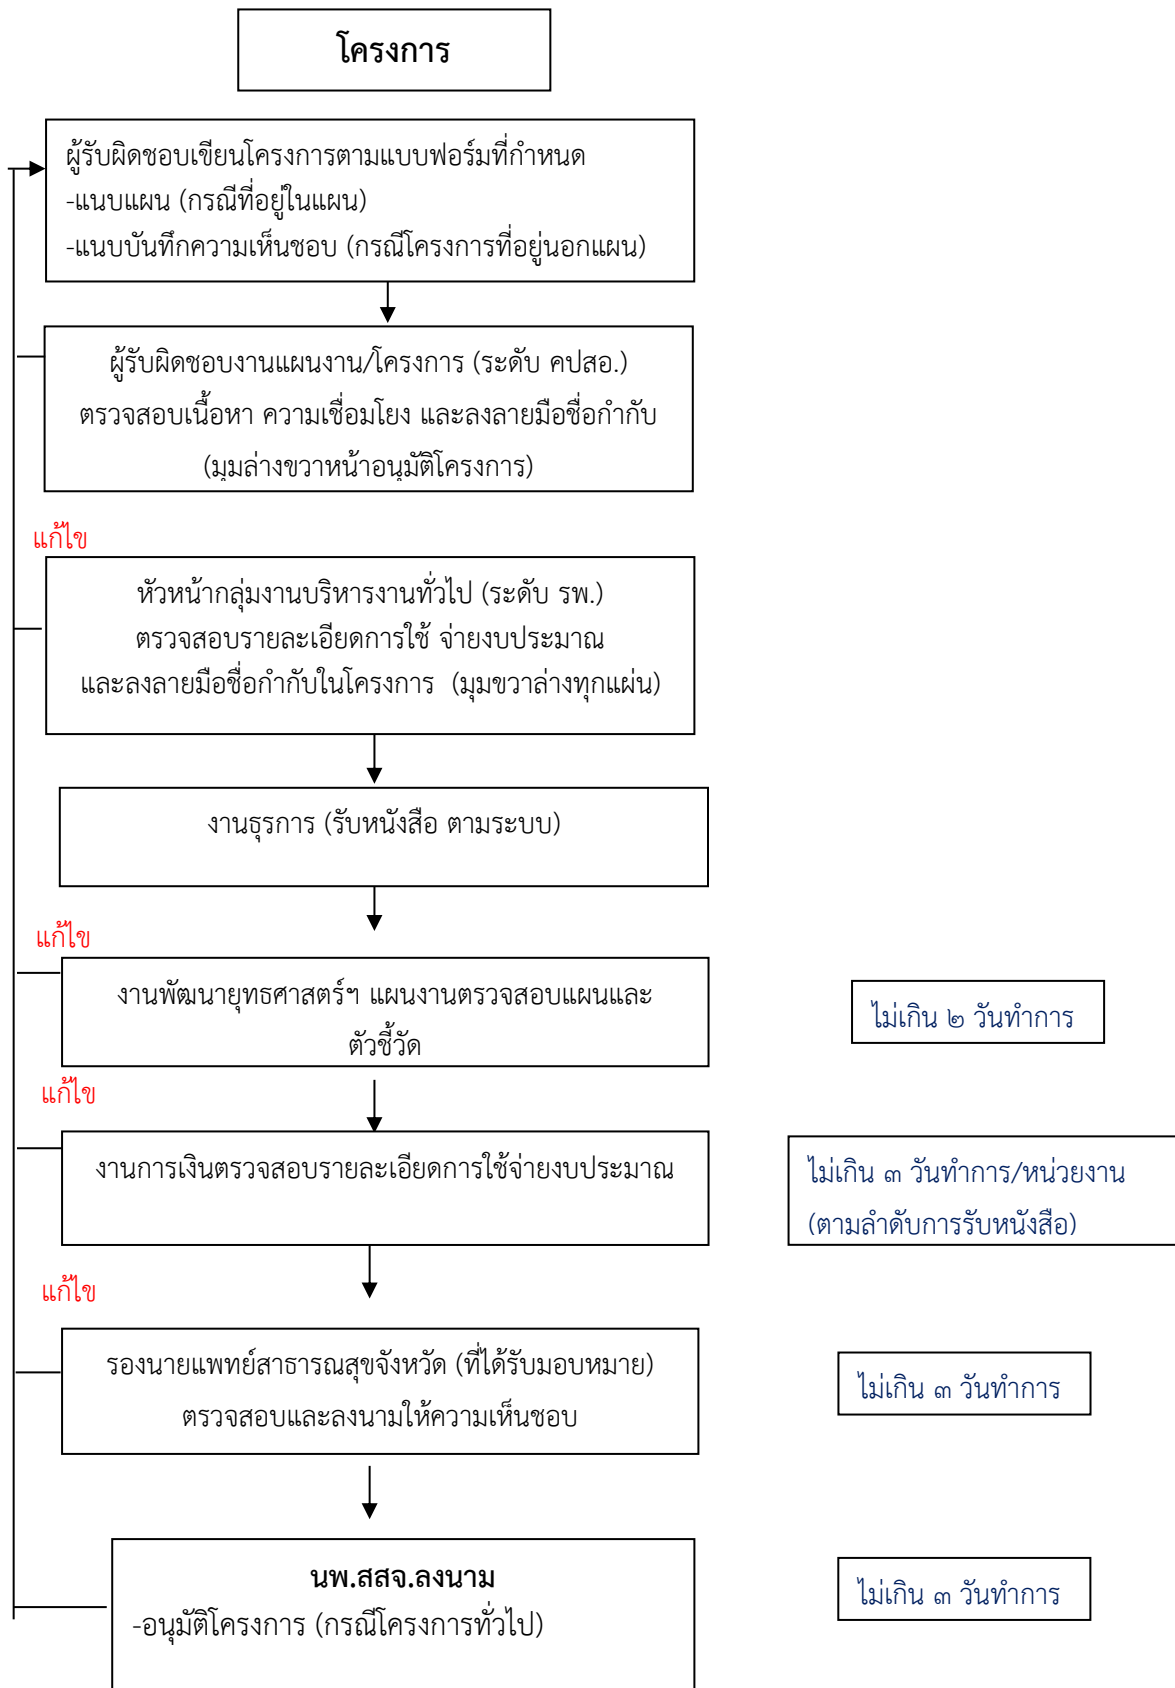 โครงการ
ผู้รับผิดชอบเขียนโครงการตามแบบฟอร์มที่กำหนด
-แนบแผน (กรณีที่อยู่ในแผน)
-แนบบันทึกความเห็นชอบ (กรณีโครงการที่อยู่นอกแผน)
ผู้รับผิดชอบงานแผนงาน/โครงการ (ระดับ คปสอ.)
ตรวจสอบเนื้อหา ความเชื่อมโยง และลงลายมือชื่อกำกับ
(มุมล่างขวาหน้าอนุมัติโครงการ)
แก้ไข
หัวหน้ากลุ่มงานบริหารงานทั่วไป (ระดับ รพ.)
ตรวจสอบรายละเอียดการใช้ จ่ายงบประมาณ
และลงลายมือชื่อกำกับในโครงการ (มุมขวาล่างทุกแผ่น)
งานธุรการ (รับหนังสือ ตามระบบ)
แก้ไข
งานพัฒนายุทธศาสตร์ฯ แผนงานตรวจสอบแผนและ
ตัวชี้วัด
ไม่เกิน ๒ วันทำการ
แก้ไข
งานการเงินตรวจสอบรายละเอียดการใช้จ่ายงบประมาณ
ไม่เกิน ๓ วันทำการ/หน่วยงาน
(ตามลำดับการรับหนังสือ)
แก้ไข
รองนายแพทย์สาธารณสุขจังหวัด (ที่ได้รับมอบหมาย)
ตรวจสอบและลงนามให้ความเห็นชอบ
ไม่เกิน ๓ วันทำการ
นพ.สสจ.ลงนาม
-อนุมัติโครงการ (กรณีโครงการทั่วไป)
ไม่เกิน ๓ วันทำการ